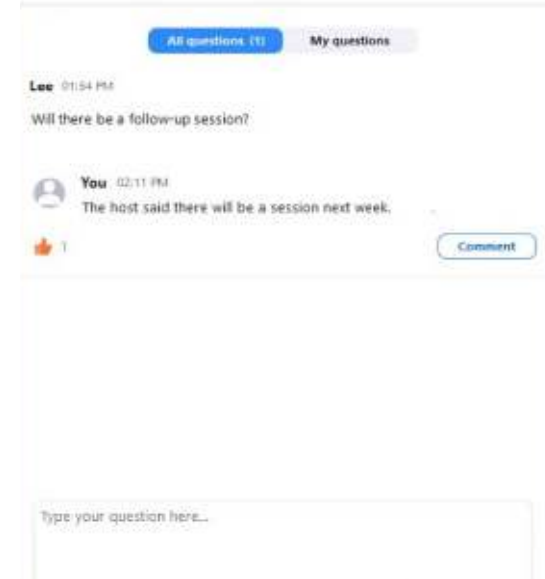 All questions (1) My questions
Lee 01:54 PM
Will there be a follow-up session?
You 02:11 PM
The host said there will be a session next week.
1 Comment
Type your question here...